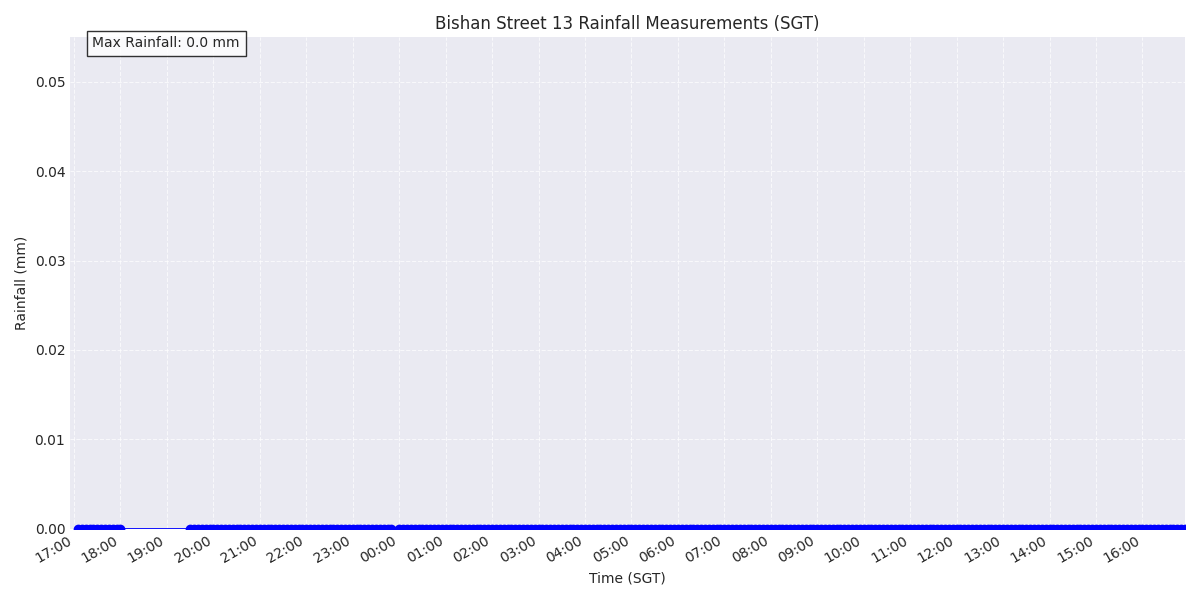 Bishan Street 13 Rainfall Measurements (SGT)
Max Rainfall: 0.0 mm
0.05
0.04
0.03
0.02
0.01
0.00
Rainfall (mm)
17:00 18:00 19:00 20:00 21:00 22:00 23:00 00:00 01:00 02:00 03:00 04:00 05:00 06:00 07:00 08:00 09:00 10:00 11:00 12:00 13:00 14:00 15:00 16:00
Time (SGT)